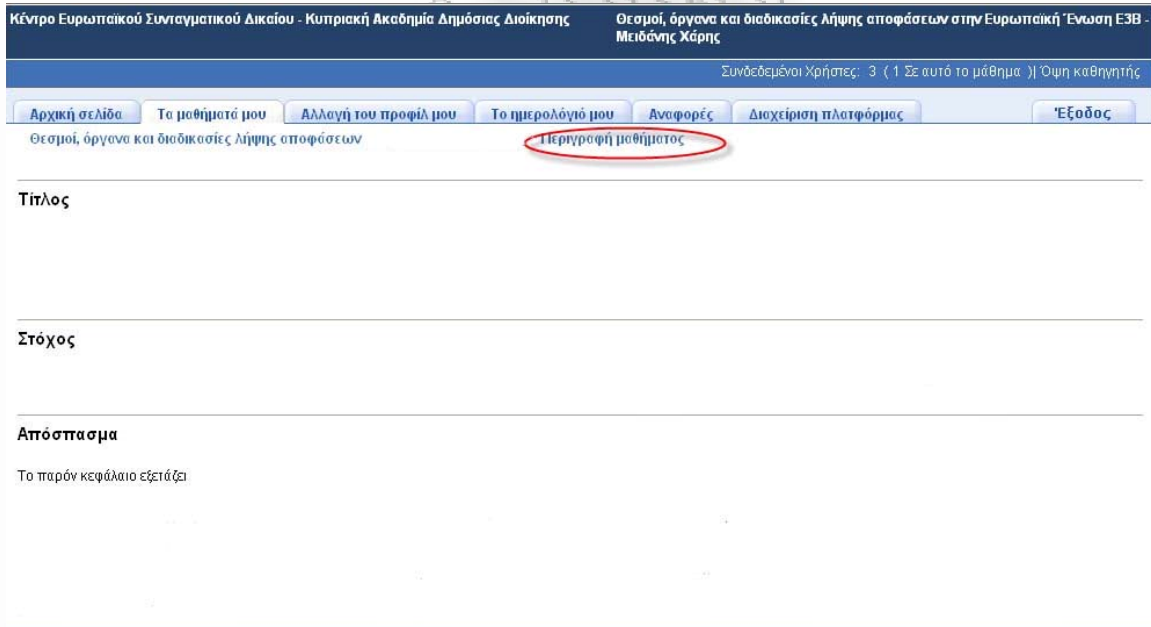 Κέντρο Ευρωπαϊκού Συνταγματικού Δικαίου - Κυπριακή Ακαδημία Δημόσιας Διοίκησης
Θεσμοί, όργανα και διαδικασίες λήψης αποφάσεων στην Ευρωπαϊκή Ένωση Ε3Β -
Μειδάνης Χάρης
Συνδεδεμένοι Χρήστες: 3 ( 1 Σε αυτό το μάθημα )| Όψη καθηγητής
Αρχική σελίδα Τα μαθήματά μου Αλλαγή του προφίλ μου Το ημερολόγιό μου Αναφορές Διαχείριση πλατφόρμας Έξοδος
Θεσμοί, όργανα και διαδικασίες λήψης αποφάσεων Περιγραφή μαθήματος
Τίτλος
Στόχος
Απόσπασμα
Το παρόν κεφάλαιο εξετάζει